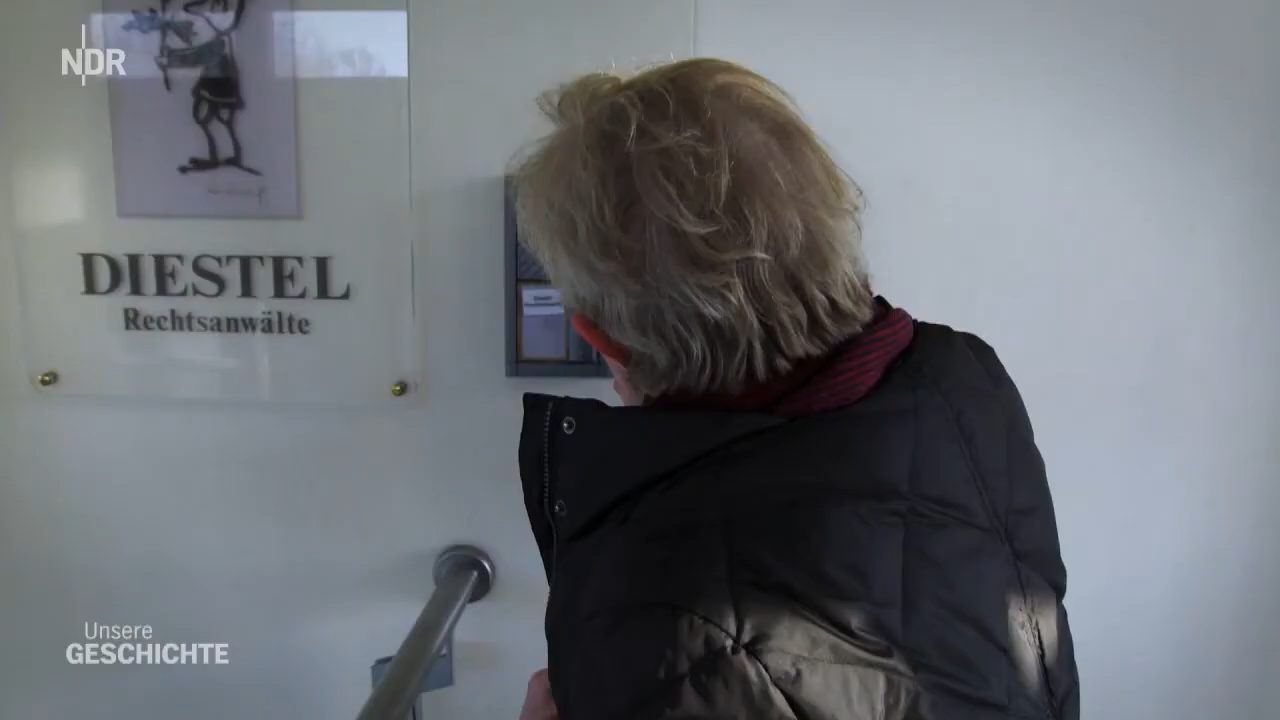 NDR
DIESTEL
Rechtsanwälte
Unsere
GESCHICHTE